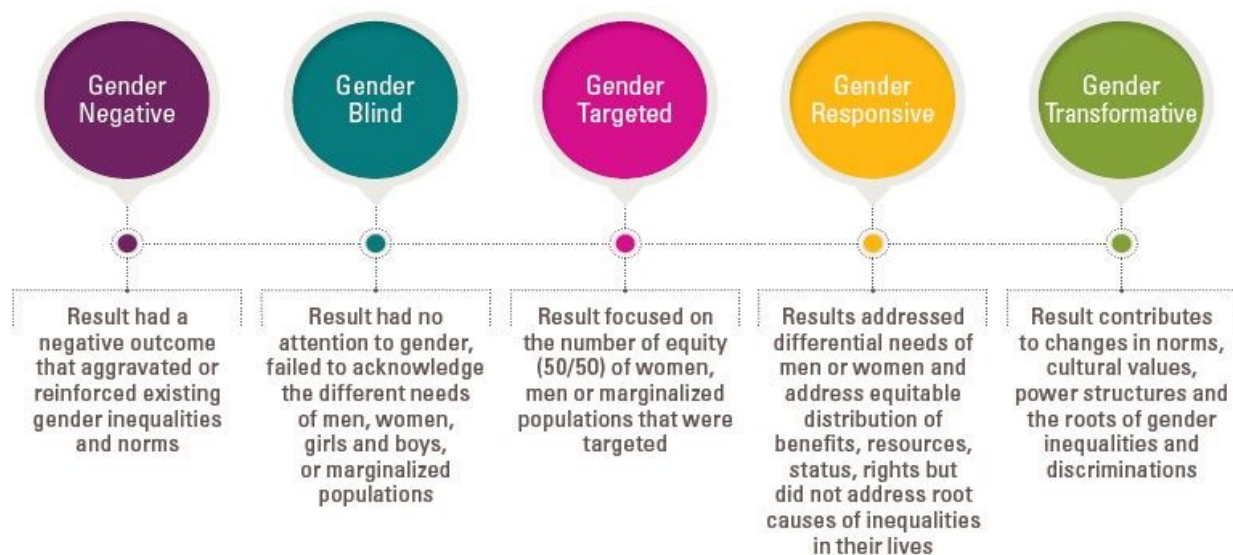 Gender
Negative
Gender
Blind
Gender
Targeted
Gender
Responsive
Gender
Transformative
Result had a
negative outcome
that aggravated or
reinforced existing
gender inequalities
and norms
Result had no
attention to gender,
failed to acknowledge
the different needs
of men, women,
girls and boys,
or marginalized
populations
Result focused on
the number of equity
(50/50) of women,
men or marginalized
populations that were
targeted
Results addressed
differential needs of
men or women and
address equitable
distribution of
benefits, resources,
status, rights but
did not address root
causes of inequalities
in their lives
Result contributes
to changes in norms,
cultural values,
power structures and
the roots of gender
inequalities and
discriminations